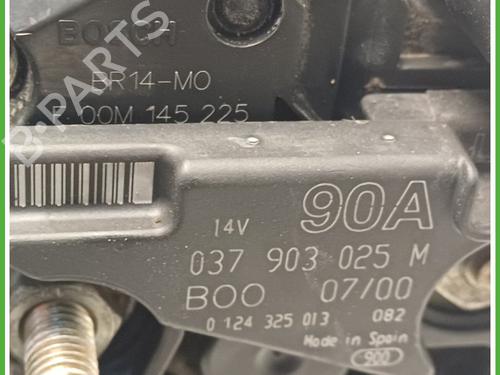 BOSCH
BR14-M0
F 00M 145 225
90A
14V
037 903 025 M
BOO 07/00
0 124 325 013 082
Made in Spain
900
B-PARTS